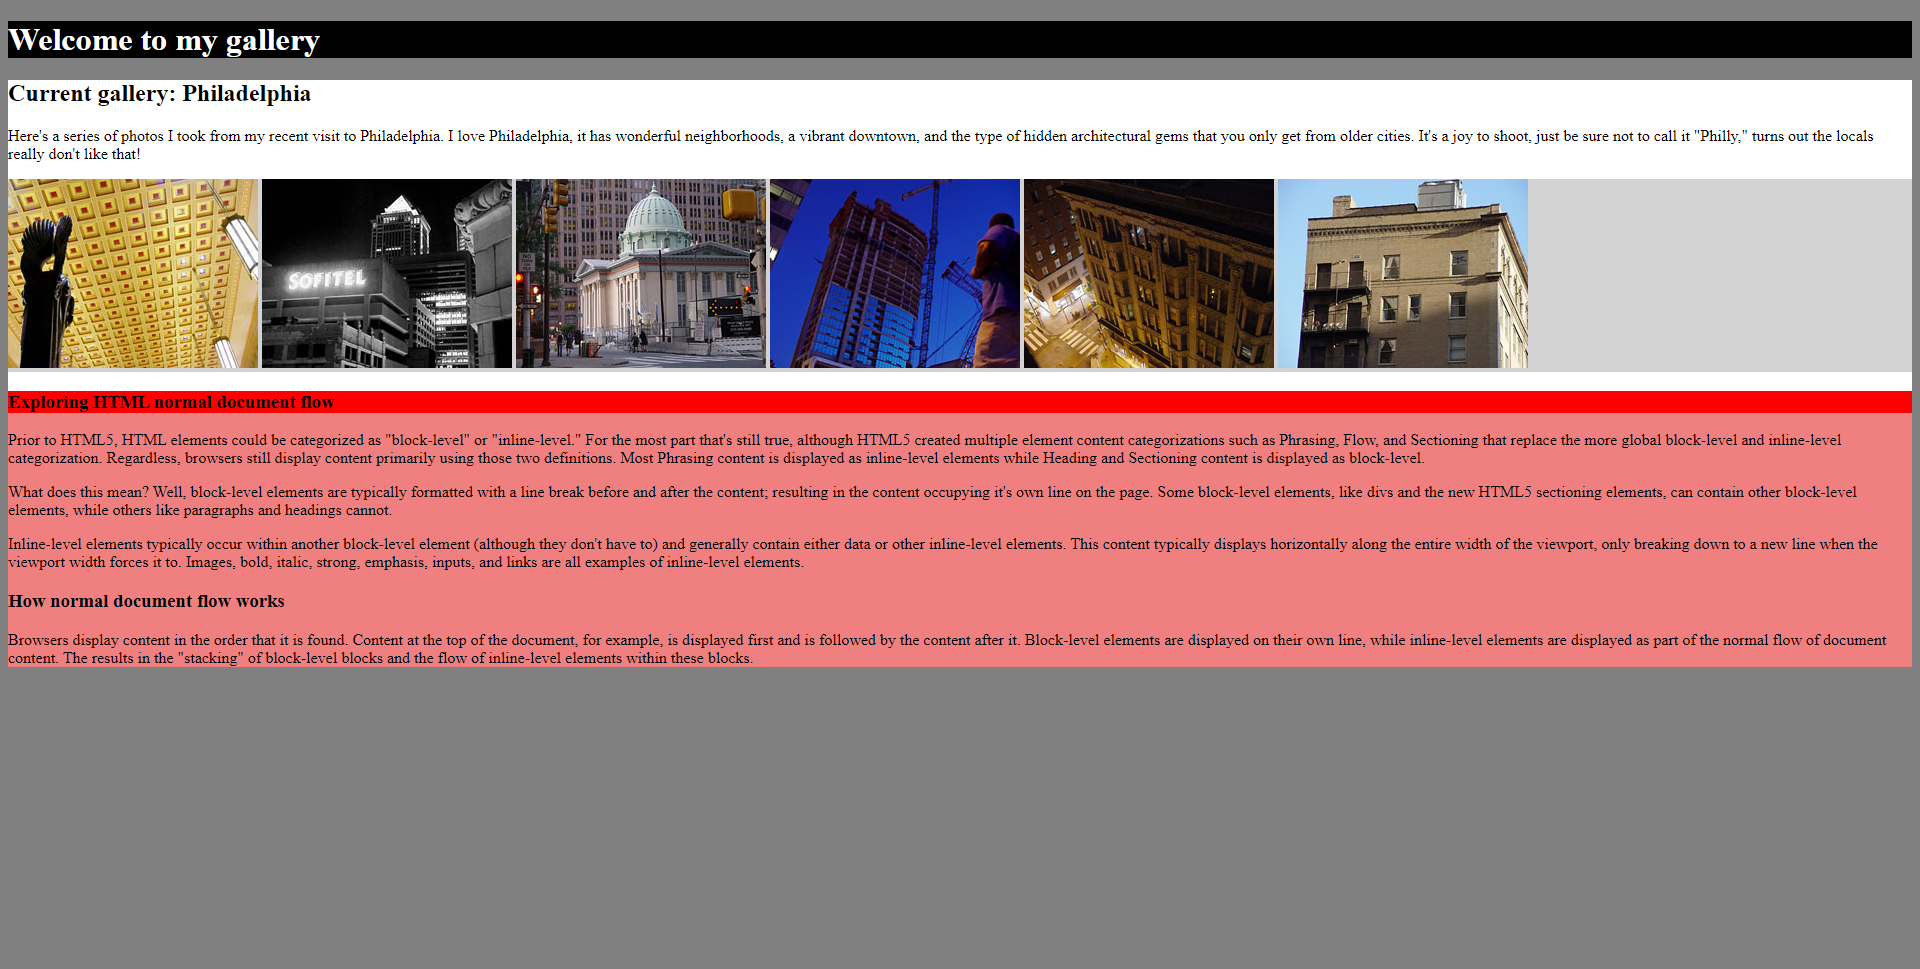 Welcome to my gallery
Current gallery: Philadelphia
Here's a series of photos I took from my recent visit to Philadelphia. I love Philadelphia, it has wonderful neighborhoods, a vibrant downtown, and the type of hidden architectural gems that you only get from older cities. It's a joy to shoot, just be sure not to call it "Philly," turns out the locals
really don't like that!
SOFITEL
Exploring HTML normal document flow
Prior to HTML5, HTML elements could be categorized as "block-level" or "inline-level." For the most part that's still true, although HTML5 created multiple element content categorizations such as Phrasing, Flow, and Sectioning that replace the more global block-level and inline-level
categorization. Regardless, browsers still display content primarily using those two definitions. Most Phrasing content is displayed as inline-level elements while Heading and Sectioning content is displayed as block-level.
What does this mean? Well, block-level elements are typically formatted with a line break before and after the content; resulting in the content occupying it's own line on the page. Some block-level elements, like divs and the new HTML5 sectioning elements, can contain other block-level
elements, while others like paragraphs and headings cannot.
Inline-level elements typically occur within another block-level element (although they don't have to) and generally contain either data or other inline-level elements. This content typically displays horizontally along the entire width of the viewport, only breaking down to a new line when the
viewport width forces it to. Images, bold, italic, strong, emphasis, inputs, and links are all examples of inline-level elements.
How normal document flow works
Browsers display content in the order that it is found. Content at the top of the document, for example, is displayed first and is followed by the content after it. Block-level elements are displayed on their own line, while inline-level elements are displayed as part of the normal flow of document
content. The results in the "stacking" of block-level blocks and the flow of inline-level elements within these blocks.